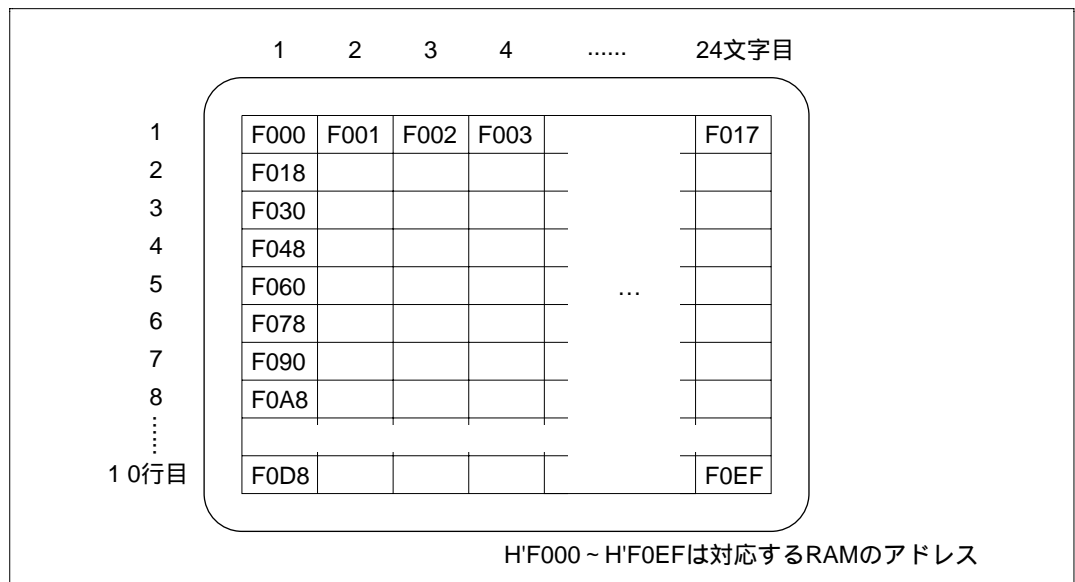 1 2 3 4 ...... 24文字目
1 F000 F001 F002 F003 F017
2 F018
3 F030
4 F048
5 F060 ...
6 F078
7 F090
8 F0A8
......
10行目 F0D8 F0EF
H'F000 ~ H'F0EFは対応するRAMのアドレス